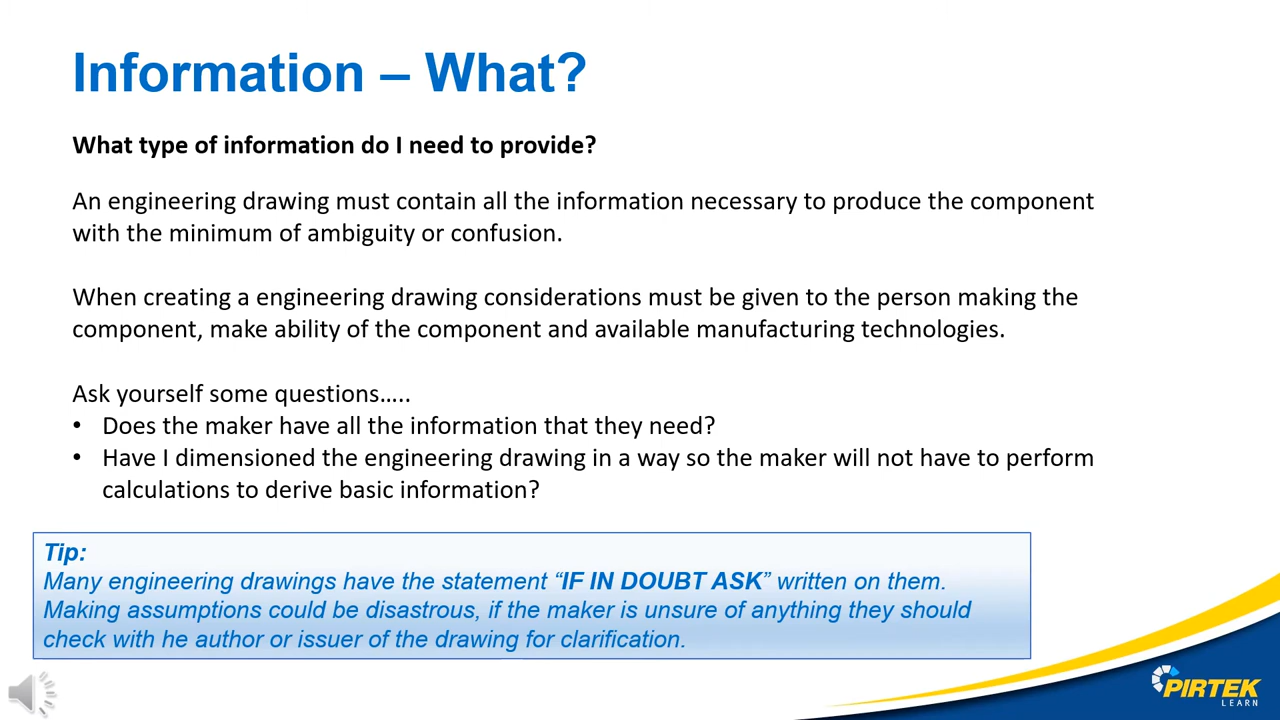 Information – What?
What type of information do I need to provide?
An engineering drawing must contain all the information necessary to produce the component
with the minimum of ambiguity or confusion.
When creating a engineering drawing considerations must be given to the person making the
component, make ability of the component and available manufacturing technologies.
Ask yourself some questions…..
• Does the maker have all the information that they need?
• Have I dimensioned the engineering drawing in a way so the maker will not have to perform
calculations to derive basic information?
Tip:
Many engineering drawings have the statement “IF IN DOUBT ASK” written on them.
Making assumptions could be disastrous, if the maker is unsure of anything they should
check with he author or issuer of the drawing for clarification.
PIRTEK
LEARN